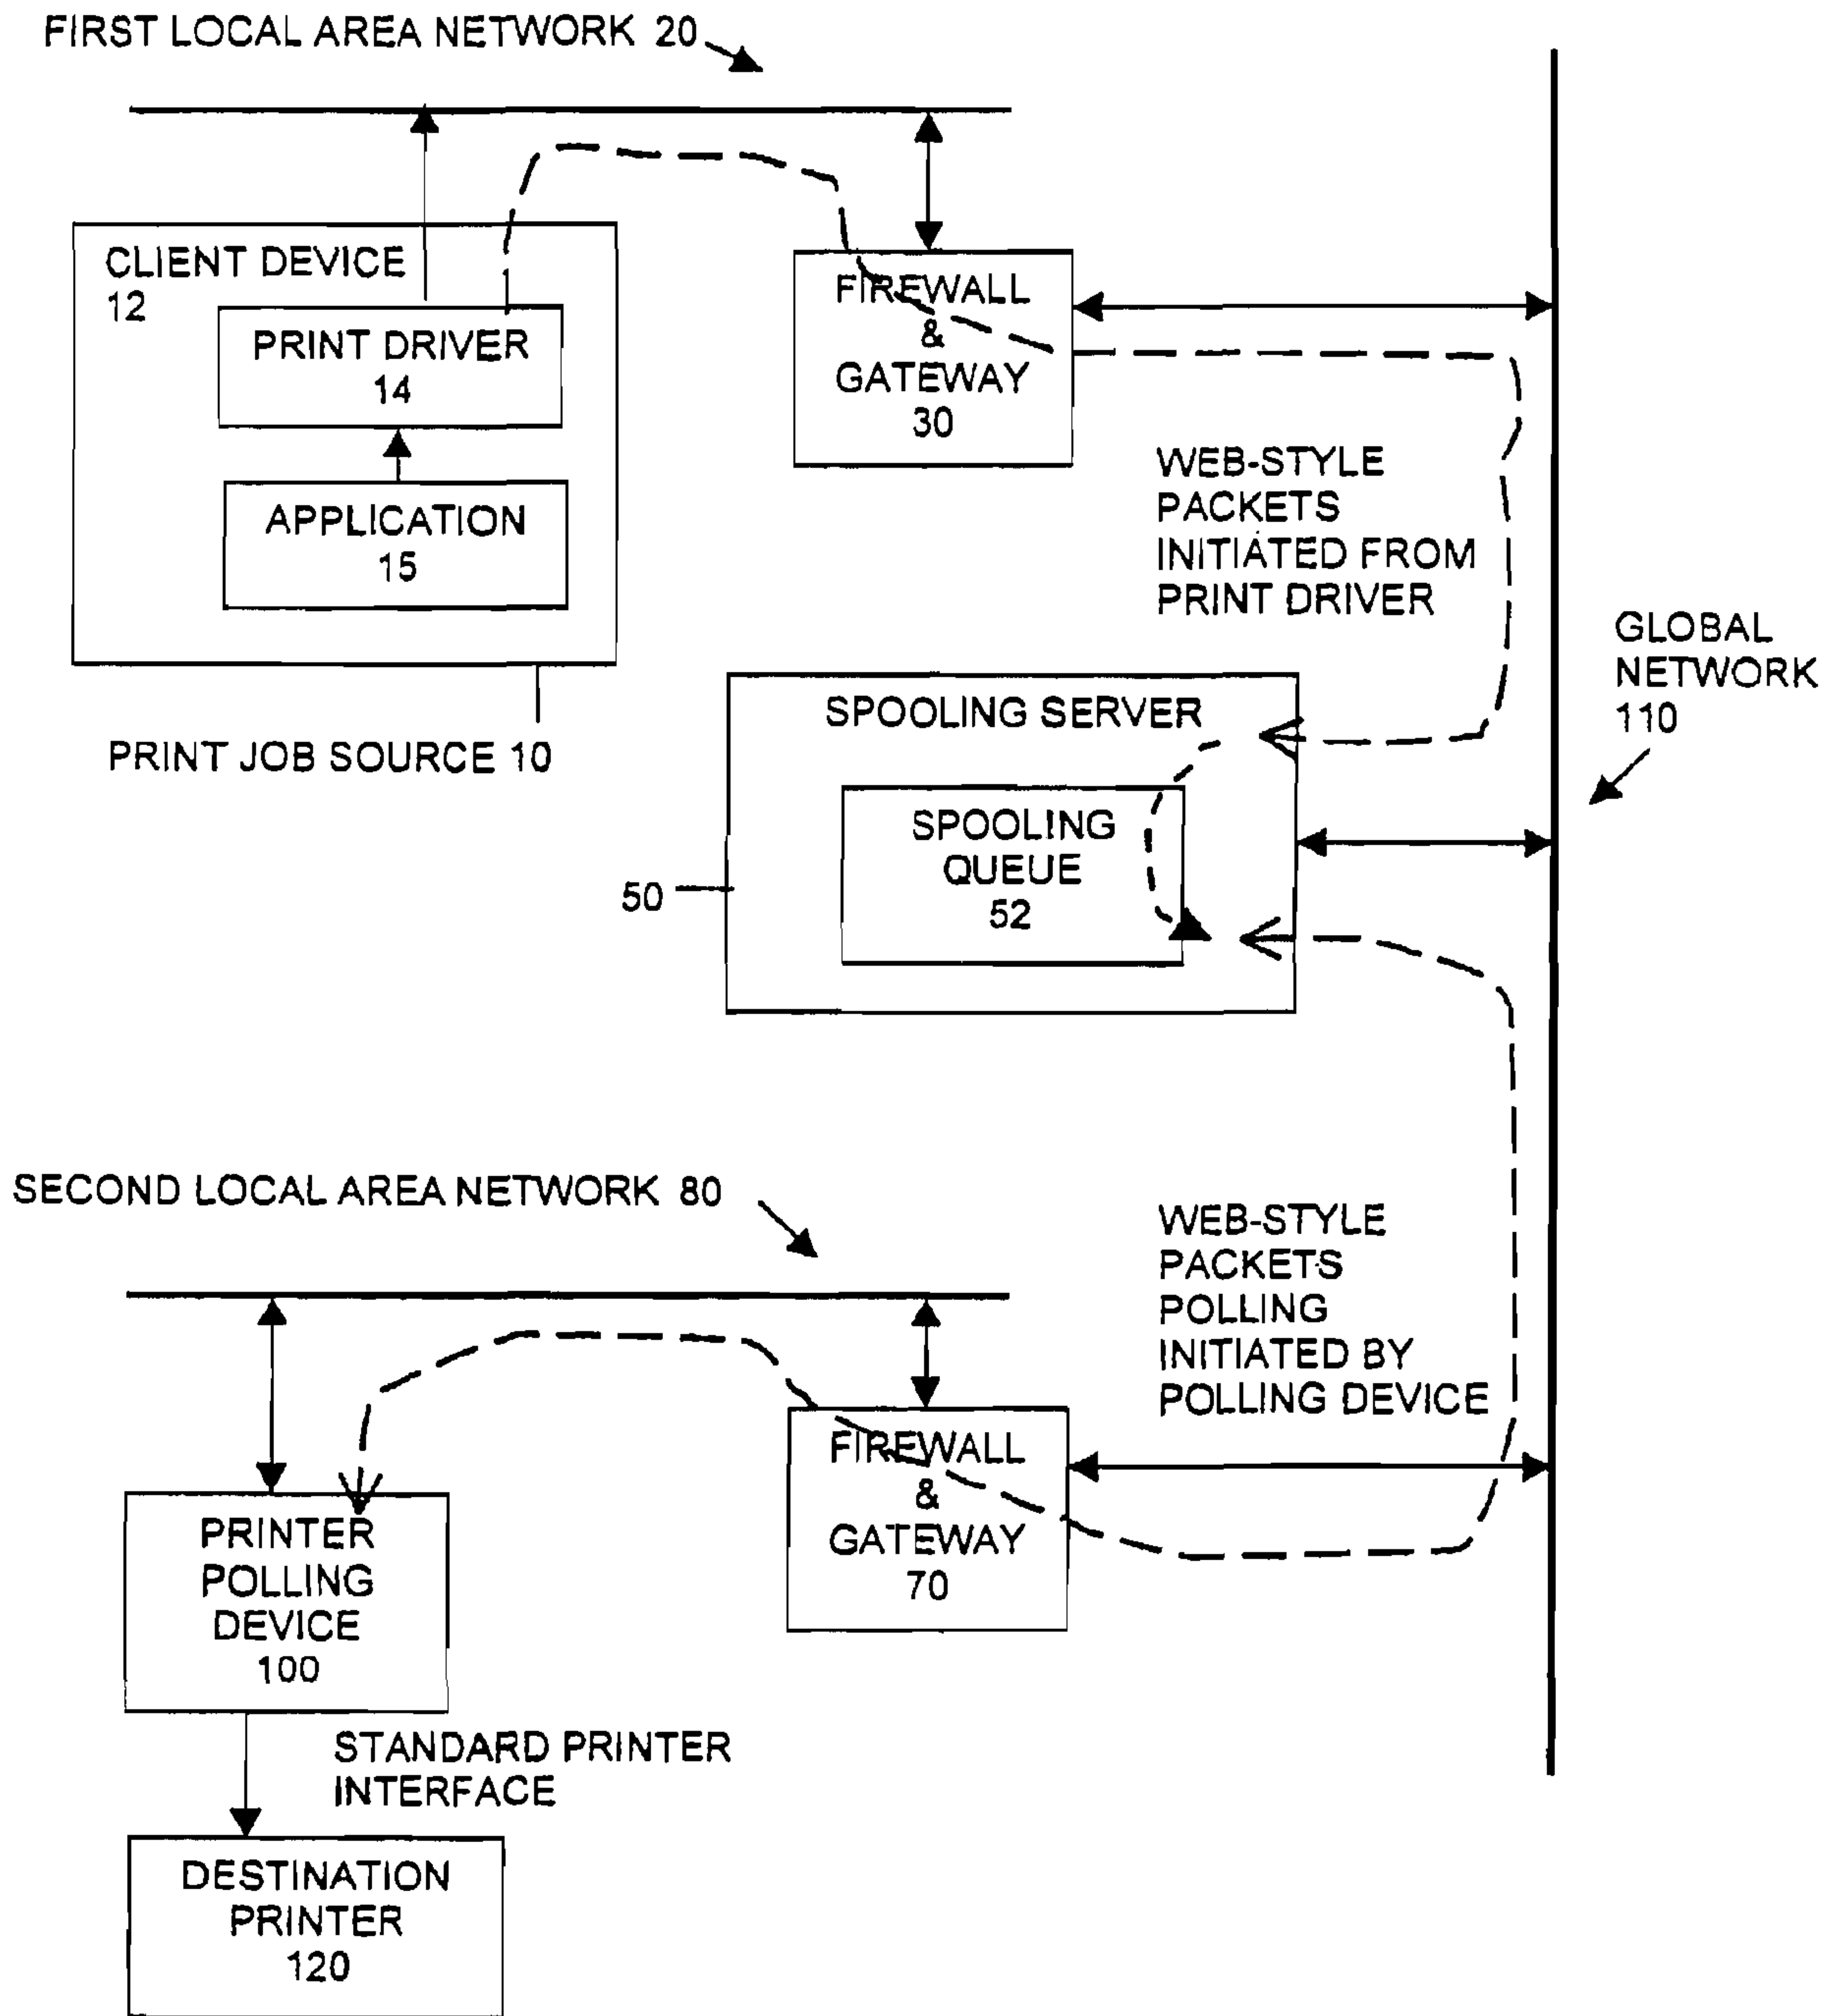 FIRST LOCAL AREA NETWORK 20
CLIENT DEVICE
12
PRINT DRIVER
14
APPLICATION
15
PRINT JOB SOURCE 10
FIREWALL
&
GATEWAY
30
WEB-STYLE
PACKETS
INITIATED FROM
PRINT DRIVER
GLOBAL
NETWORK
110
SPOOLING SERVER
SPOOLING
QUEUE
52
50
SECOND LOCAL AREA NETWORK 80
WEB-STYLE
PACKETS
POLLING
INITIATED BY
POLLING DEVICE
FIREWALL
&
GATEWAY
70
PRINTER
POLLING
DEVICE
100
STANDARD PRINTER
INTERFACE
DESTINATION
PRINTER
120